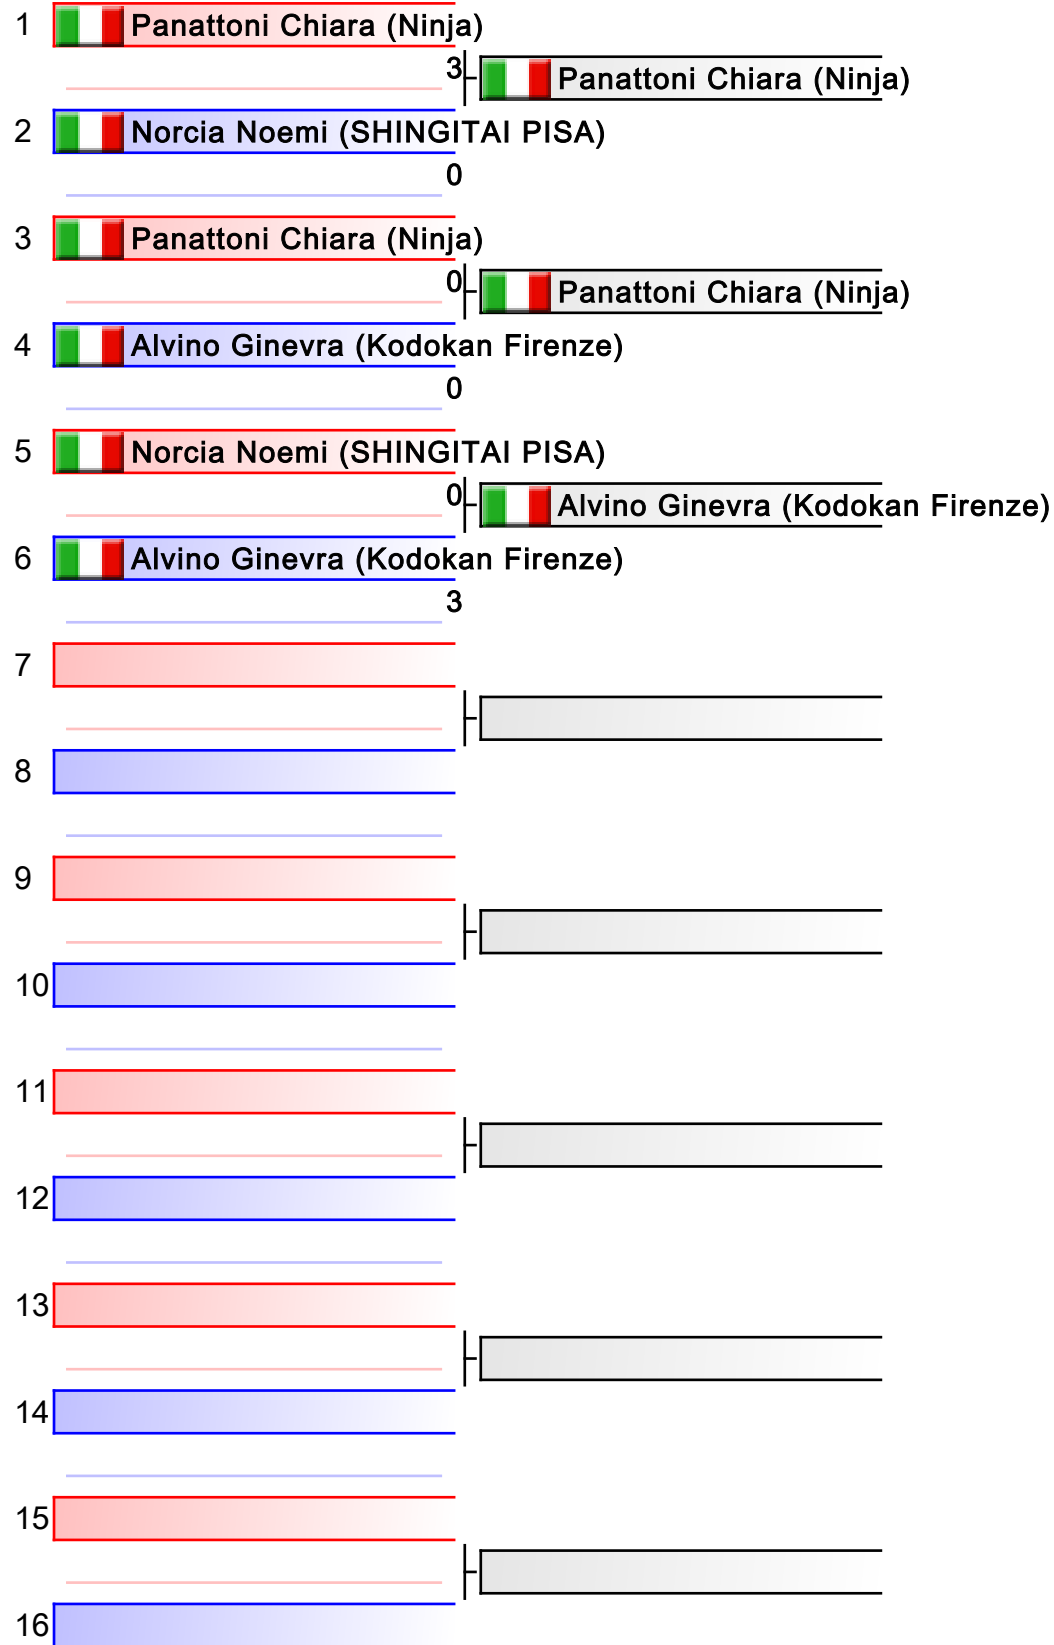 1 Panattoni Chiara (Ninja)
3 Panattoni Chiara (Ninja)
2 Norcia Noemi (SHINGITAI PISA)
0
3 Panattoni Chiara (Ninja)
0 Panattoni Chiara (Ninja)
4 Alvino Ginevra (Kodokan Firenze)
0
5 Norcia Noemi (SHINGITAI PISA)
0 Alvino Ginevra (Kodokan Firenze)
6 Alvino Ginevra (Kodokan Firenze)
3
7
8
9
10
11
12
13
14
15
16